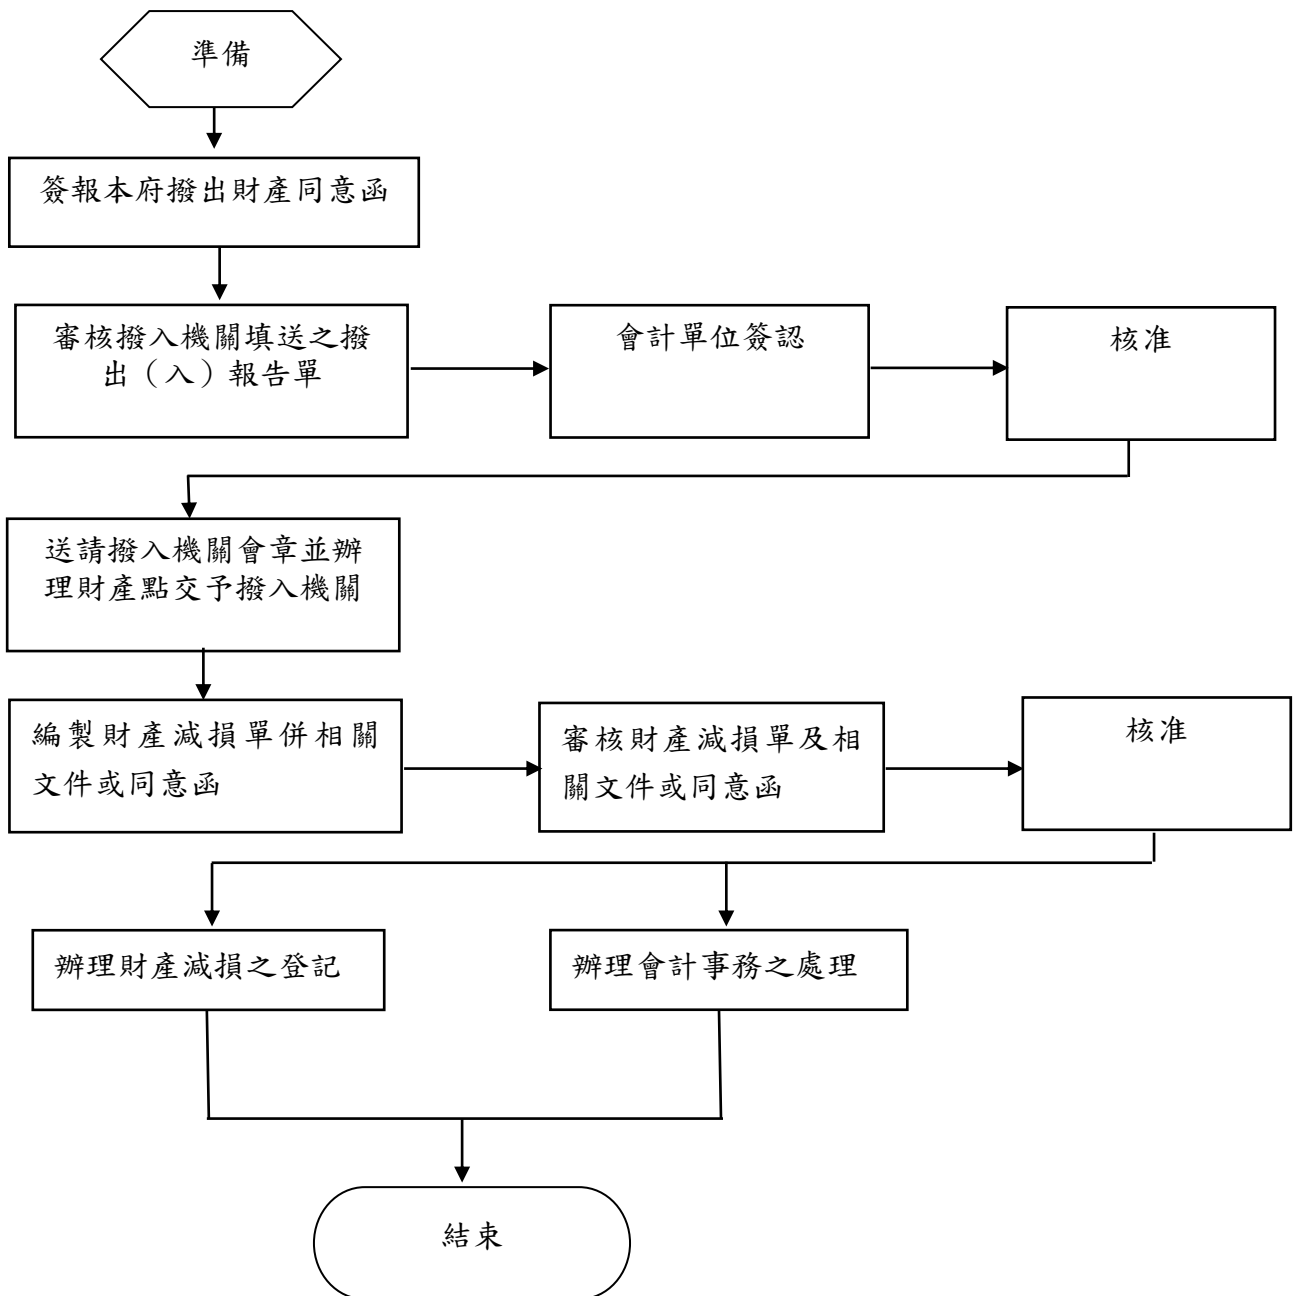 準備
簽報本府撥出財產同意函
審核撥入機關填送之撥
出（入）報告單
會計單位簽認
核准
送請撥入機關會章並辦
理財產點交予撥入機關
編製財產減損單併相關
文件或同意函
審核財產減損單及相
關文件或同意函
核准
辦理財產減損之登記
辦理會計事務之處理
結束